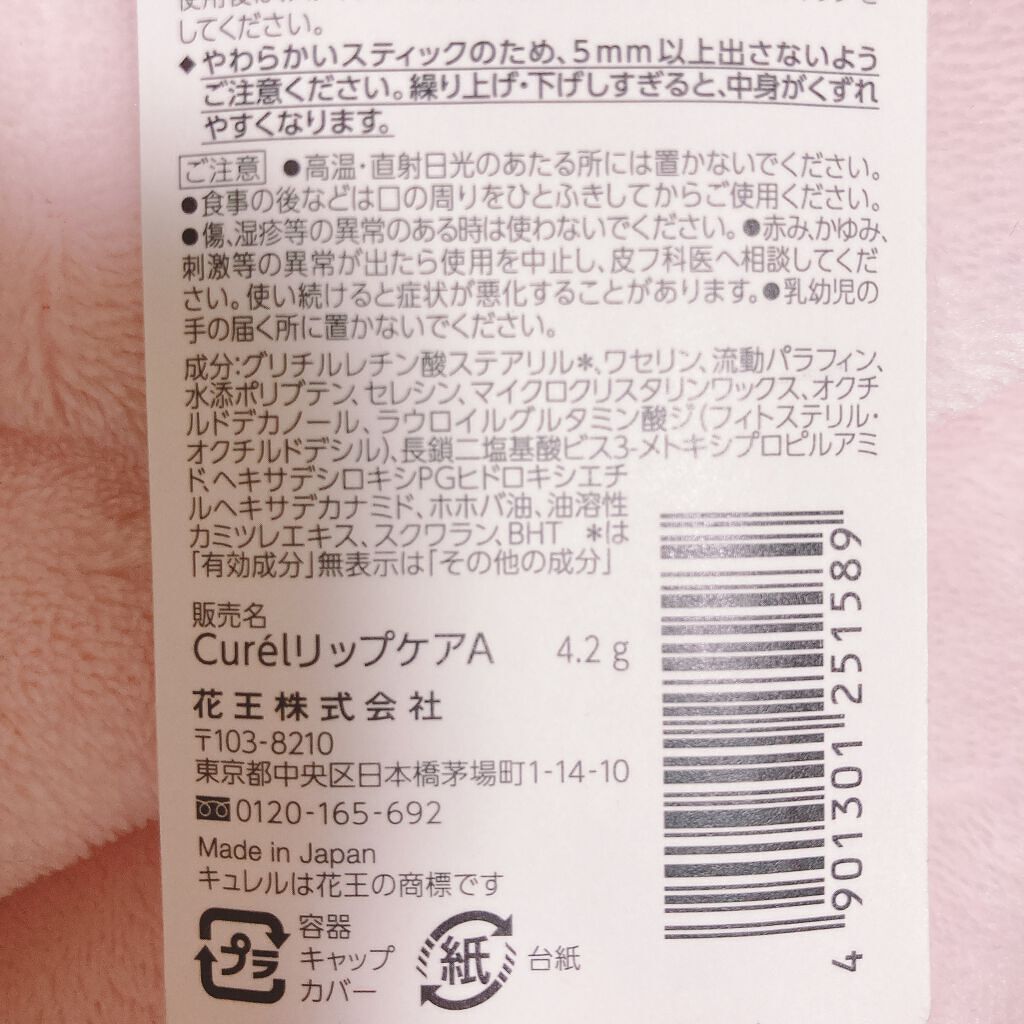 してください。
◆やわらかいスティックのため、5mm以上出さないよう
ご注意ください。繰り上げ・下げしすぎると、中身がくずれ
やすくなります。
ご注意 ●高温・直射日光のあたる所には置かないでください。
●食事の後などは口の周りをひとふきしてからご使用ください。
●傷、湿疹等の異常のある時は使わないでください。●赤み、かゆみ、
刺激等の異常が出たら使用を中止し、皮フ科医へ相談してくだ
さい。使い続けると症状が悪化することがあります。●乳幼児の
手の届く所に置かないでください。
成分:グリチルレチン酸ステアリル*、ワセリン、流動パラフィン、
水添ポリブテン、セレシン、マイクロクリスタリンワックス、オクチ
ルドデカノール、ラウロイルグルタミン酸ジ(フィトステリル・
オクチルドデシル)、長鎖二塩基酸ビス3-メトキシプロピルアミ
ド、ヘキサデシロキシPGヒドロキシエチ
ルヘキサデカナミド、ホホバ油、油溶性
カミツレエキス、スクワラン、BHT *は
「有効成分」無表示は「その他の成分」
販売名
CurélリップケアA 4.2g
花王株式会社
〒103-8210
東京都中央区日本橋茅場町1-14-10
0120-165-692
Made in Japan
キュレルは花王の商標です
プラ
容器
キャップ
カバー
紙
台紙
4 901301 251589